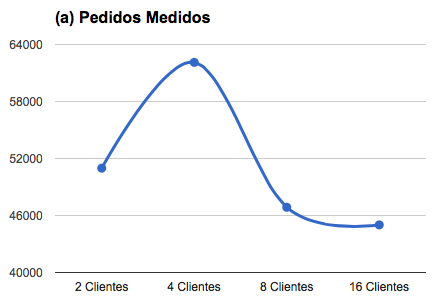 (a) Pedidos Medidos
64000
58000
52000
46000
40000
2 Clientes
4 Clientes
8 Clientes
16 Clientes